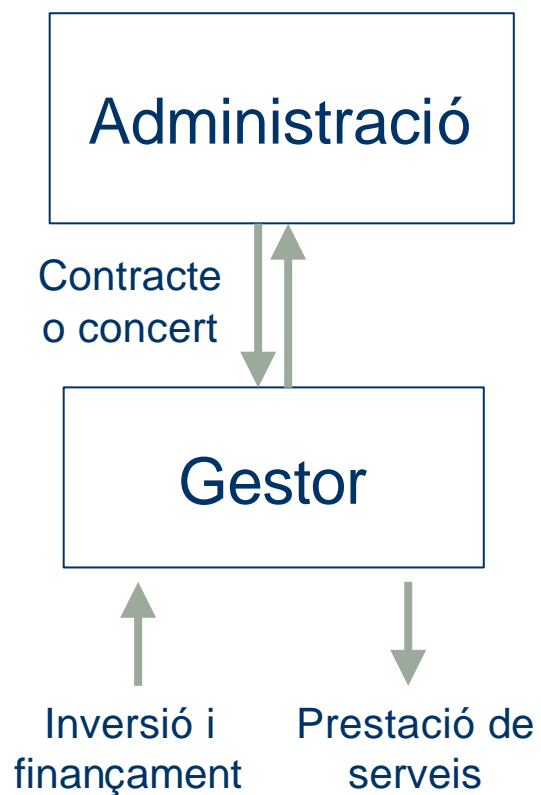 Administració
Contracte
o concert
Gestor
Inversió i
finançament
Prestació de
serveis